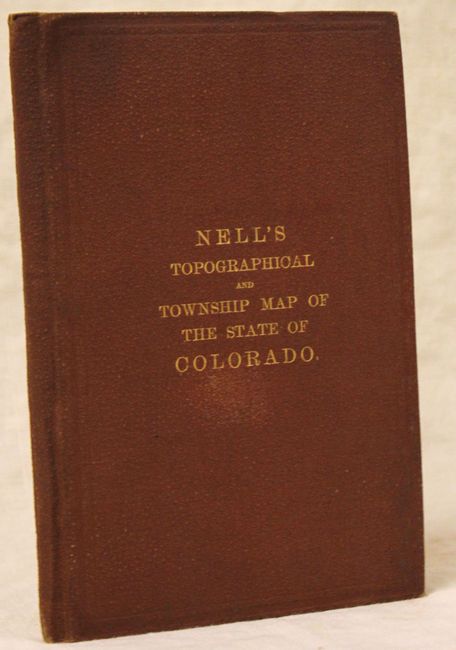 NELL'S
TOPOGRAPHICAL
AND
TOWNSHIP MAP OF
THE STATE OF
COLORADO.